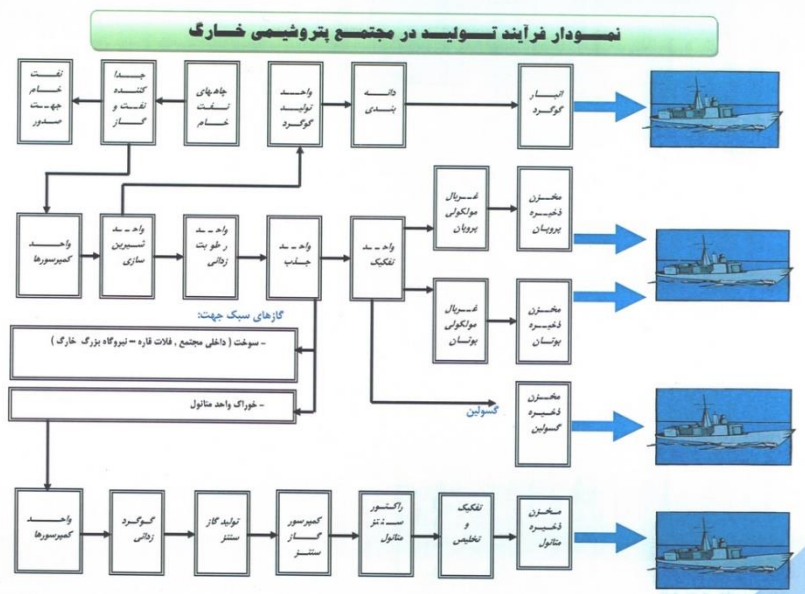 نمودار فرآیند تولید در مجتمع پتروشیمی خارگ
نفت
خام
جهت
صدور
جدا
کننده
نفت و
گاز
چاههای
نفت
خام
واحد
تولید
گوگرد
دانه
بندی
انبار
گوگرد
غربال
مولکولی
پروپان
مخزن
ذخیره
پروپان
واحد
کمپرسورها
واحد
شیرین
سازی
واحد
رطوبت
زدائی
واحد
جذب
واحد
تفکیک
غربال
مولکولی
بوتان
مخزن
ذخیره
بوتان
گازهای سبک جهت:
- سوخت ( داخلی مجتمع , فلات قاره – نیروگاه بزرگ خارگ )
- خوراک واحد متانول
گسولین
مخزن
ذخیره
گسولین
واحد
کمپرسورها
گوگرد
زدائی
تولید گاز
سنتز
کمپرسور
گاز
سنتز
راکتور
سنتز
متانول
تفکیک
و
تخلیص
مخزن
ذخیره
متانول